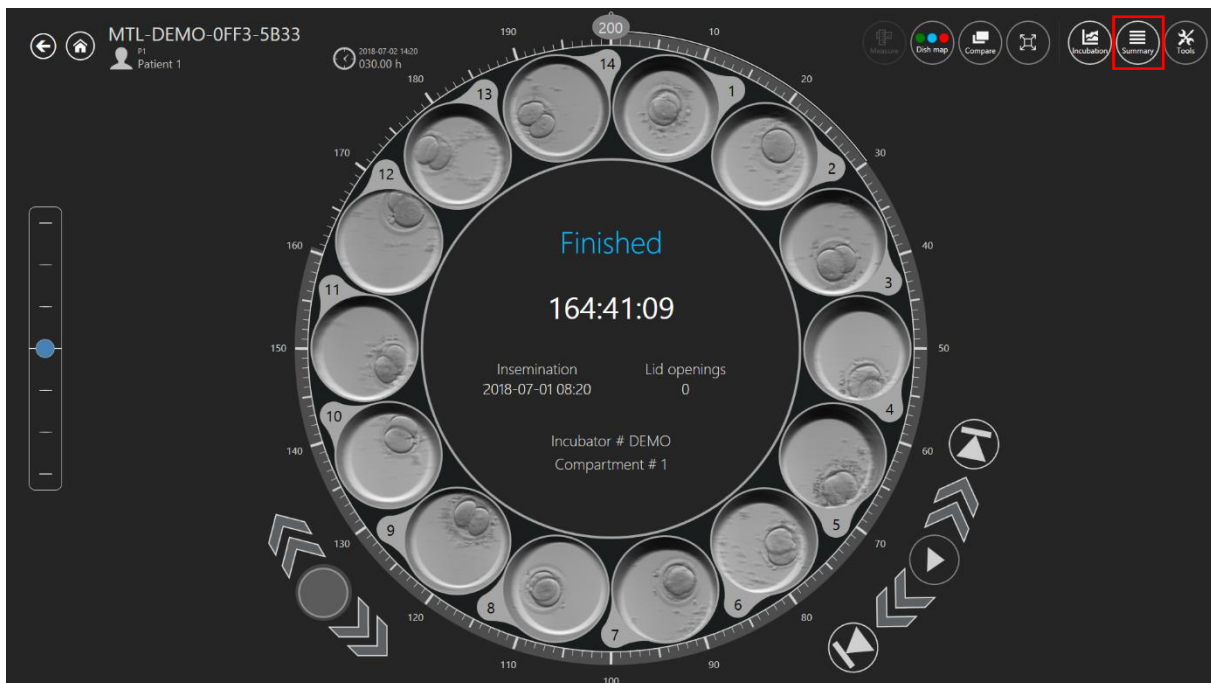 MTL-DEMO-0FF3-5B33
P1
Patient 1
2018-07-02 14:20
030.00 h
Measure
Dish map
Compare
Incubation
Summary
Tools
200
10
20
30
40
50
60
70
80
90
100
110
120
130
140
150
160
170
180
190
1
2
3
4
5
6
7
8
9
10
11
12
13
14
Finished
164:41:09
Insemination
Lid openings
2018-07-01 08:20
0
Incubator # DEMO
Compartment # 1